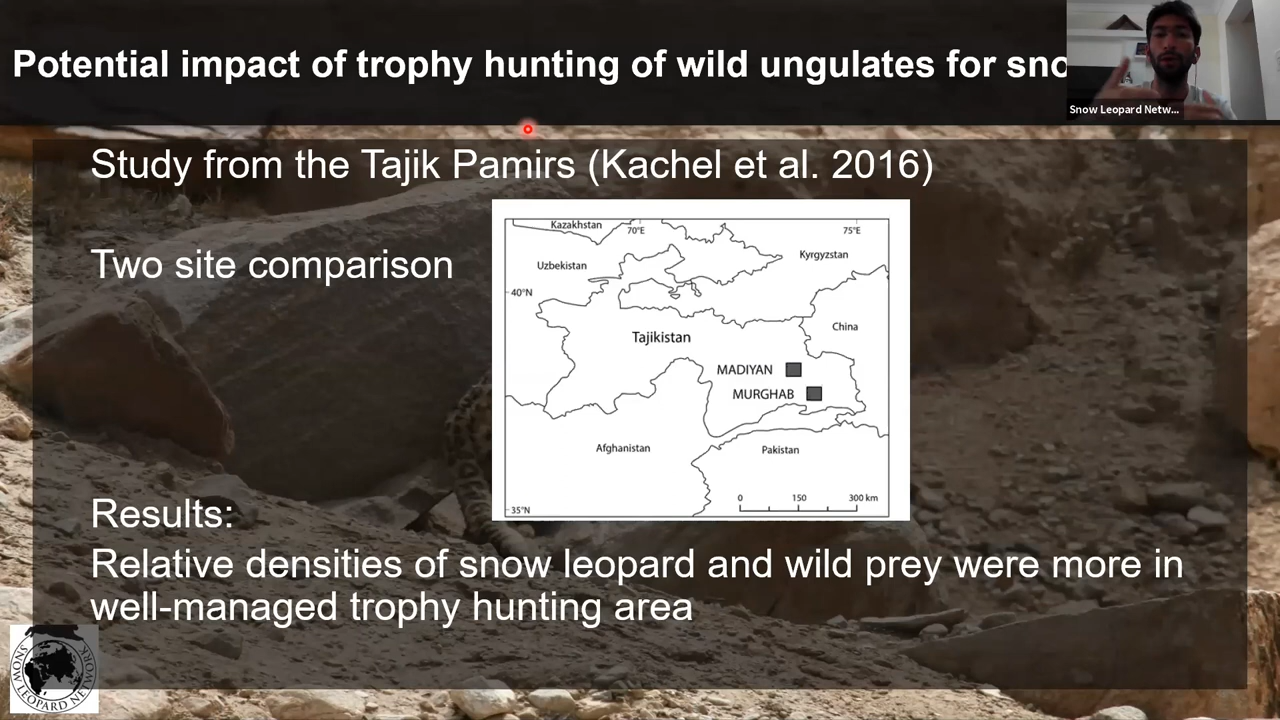 Potential impact of trophy hunting of wild ungulates for sno
Snow Leopard Netw...
Study from the Tajik Pamirs (Kachel et al. 2016)
Two site comparison
Kazakhstan
70°E
75°E
Uzbekistan
Kyrgyzstan
40°N
China
Tajikistan
MADIYAN
MURGHAB
Afghanistan
Pakistan
0 150 300 km
35°N
Results:
Relative densities of snow leopard and wild prey were more in
well-managed trophy hunting area
SNOW LEOPARD NETWORK